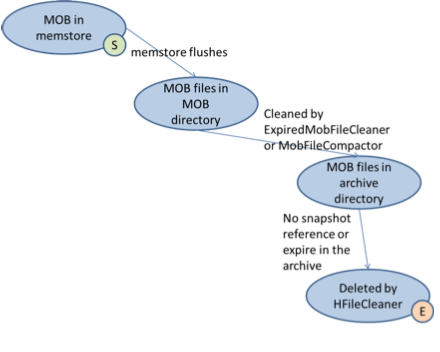 MOB in
memstore
S
memstore flushes
MOB files in
MOB
directory
Cleaned by
ExpiredMobFileCleaner
or MobFileCompactor
MOB files in
archive
directory
No snapshot
reference or
expire in the
archive
Deleted by
HFileCleaner
E